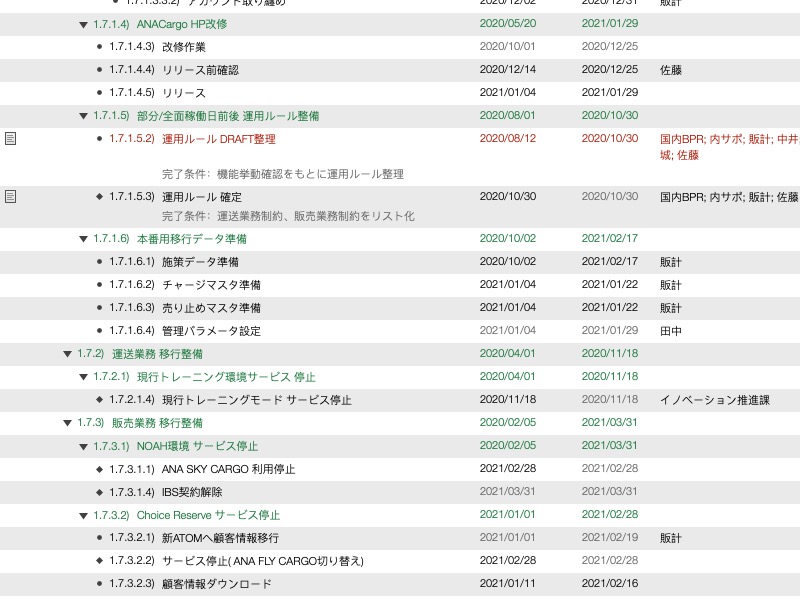 1.7.1.3.3.2) アカウント取り纏め 2020/12/02 2020/12/31 販計
1.7.1.4) ANACargo HP改修 2020/05/20 2021/01/29
1.7.1.4.3) 改修作業 2020/10/01 2020/12/25
1.7.1.4.4) リリース前確認 2020/12/14 2020/12/25 佐藤
1.7.1.4.5) リリース 2021/01/04 2021/01/29
1.7.1.5) 部分/全面稼働日前後 運用ルール整備 2020/08/01 2020/10/30
1.7.1.5.2) 運用ルール DRAFT整理 2020/08/12 2020/10/30 国内BPR; 内サポ; 販計; 中井
城; 佐藤
完了条件: 機能挙動確認をもとに運用ルール整理
1.7.1.5.3) 運用ルール 確定 2020/10/30 2020/10/30 国内BPR; 内サポ; 販計; 佐藤
完了条件: 運送業務制約、販売業務制約をリスト化
1.7.1.6) 本番用移行データ準備 2020/10/02 2021/02/17
1.7.1.6.1) 施策データ準備 2020/10/02 2021/02/17 販計
1.7.1.6.2) チャージマスタ準備 2021/01/04 2021/01/22 販計
1.7.1.6.3) 売り止めマスタ準備 2021/01/04 2021/01/22 販計
1.7.1.6.4) 管理パラメータ設定 2021/01/04 2021/01/29 田中
1.7.2) 運送業務 移行整備 2020/04/01 2020/11/18
1.7.2.1) 現行トレーニング環境サービス 停止 2020/04/01 2020/11/18
1.7.2.1.4) 現行トレーニングモード サービス停止 2020/11/18 2020/11/18 イノベーション推進課
1.7.3) 販売業務 移行整備 2020/02/05 2021/03/31
1.7.3.1) NOAH環境 サービス停止 2020/02/05 2021/03/31
1.7.3.1.1) ANA SKY CARGO 利用停止 2021/02/28 2021/02/28
1.7.3.1.4) IBS契約解除 2021/03/31 2021/03/31
1.7.3.2) Choice Reserve サービス停止 2021/01/01 2021/02/28
1.7.3.2.1) 新ATOMへ顧客情報移行 2021/01/01 2021/02/19 販計
1.7.3.2.2) サービス停止( ANA FLY CARGO切り替え) 2021/02/28 2021/02/28
1.7.3.2.3) 顧客情報ダウンロード 2021/01/11 2021/02/16